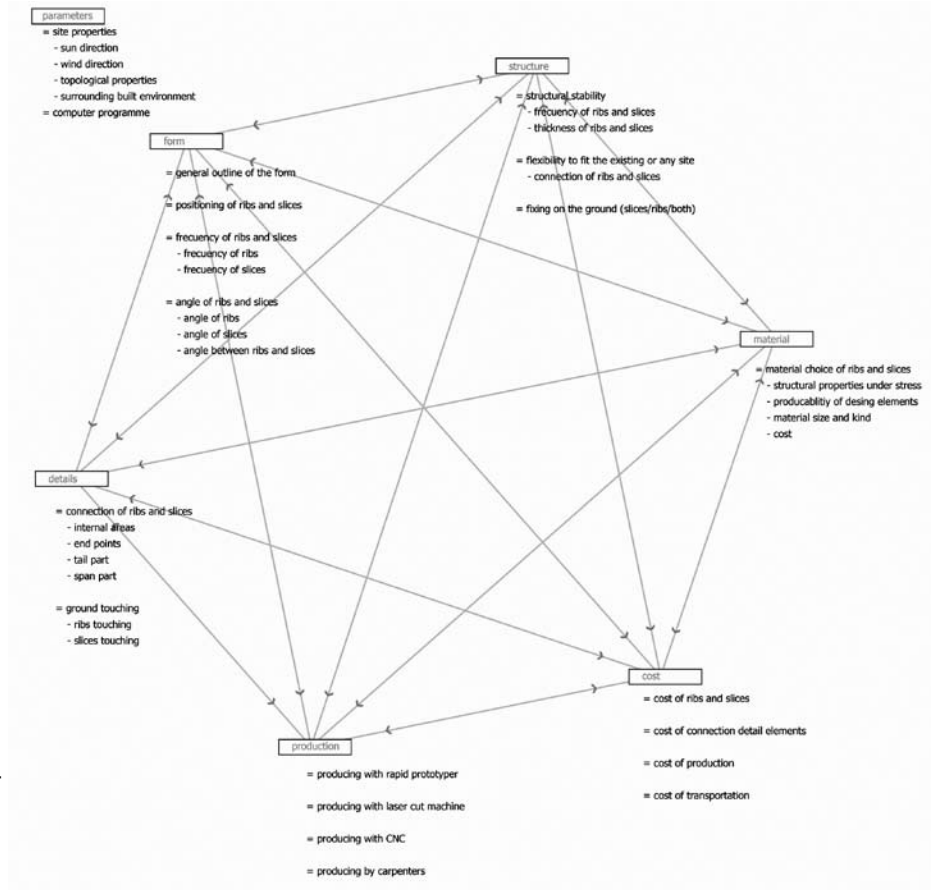 parameters
= site properties
- sun direction
- wind direction
- topological properties
- surrounding built environment
= computer programme
structure
= structural stability
- frecuency of ribs and slices
- thickness of ribs and slices
= flexibility to fit the existing or any site
- connection of ribs and slices
= fixing on the ground (slices/ribs/both)
form
= general outline of the form
= positioning of ribs and slices
= frecuency of ribs and slices
- frecuency of ribs
- frecuency of slices
= angle of ribs and slices
- angle of ribs
- angle of slices
- angle between ribs and slices
material
= material choice of ribs and slices
- structural properties under stress
- producablitiy of desing elements
- material size and kind
- cost
details
= connection of ribs and slices
- internal areas
- end points
- tail part
- span part
= ground touching
- ribs touching
- slices touching
cost
= cost of ribs and slices
= cost of connection detail elements
= cost of production
= cost of transportation
production
= producing with rapid prototyper
= producing with laser cut machine
= producing with CNC
= producing by carpenters